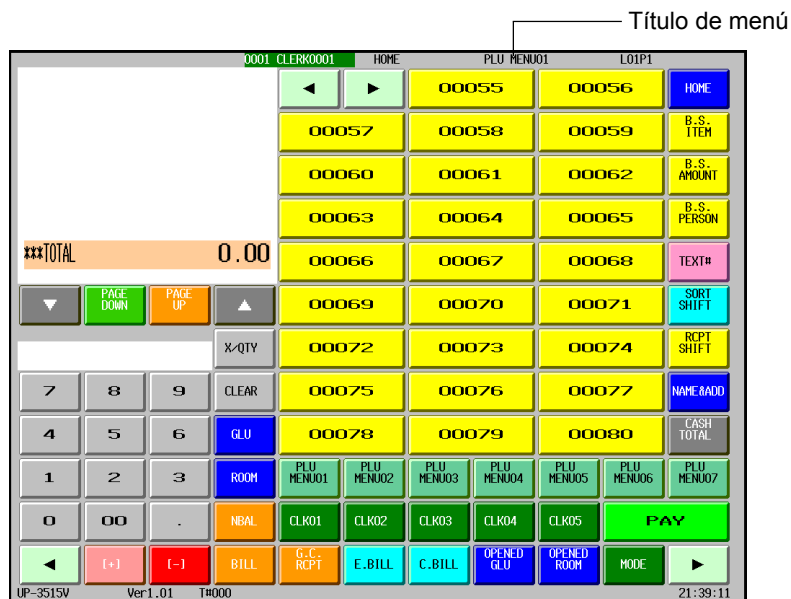 Título de menú
0001 CLERK0001 HOME PLU MENU01 L01P1
◄ ► 00055 00056 HOME
00057 00058 00059 B.S. ITEM
00060 00061 00062 B.S. AMOUNT
00063 00064 00065 B.S. PERSON
***TOTAL 0.00 00066 00067 00068 TEXT#
▼ PAGE DOWN PAGE UP ▲ 00069 00070 00071 SORT SHIFT
X/QTY 00072 00073 00074 RCPT SHIFT
7 8 9 CLEAR 00075 00076 00077 NAME&ADD
4 5 6 GLU 00078 00079 00080 CASH TOTAL
1 2 3 ROOM PLU MENU01 PLU MENU02 PLU MENU03 PLU MENU04 PLU MENU05 PLU MENU06 PLU MENU07
0 00 . NBAL CLK01 CLK02 CLK03 CLK04 CLK05 PAY
◄ [+] [-] BILL G.C. RCPT E.BILL C.BILL OPENED GLU OPENED ROOM MODE ►
UP-3515V Ver1.01 T#000 21:39:11